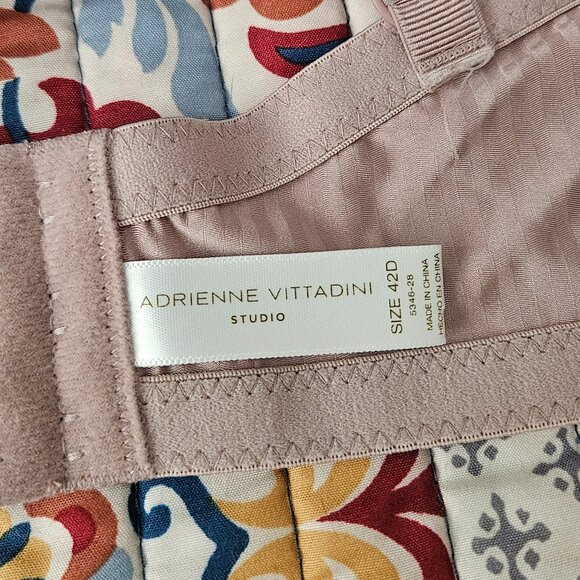 ADRIENNE VITTADINI
STUDIO
SIZE 42D
5346-28
MADE IN CHINA
HECHO EN CHINA